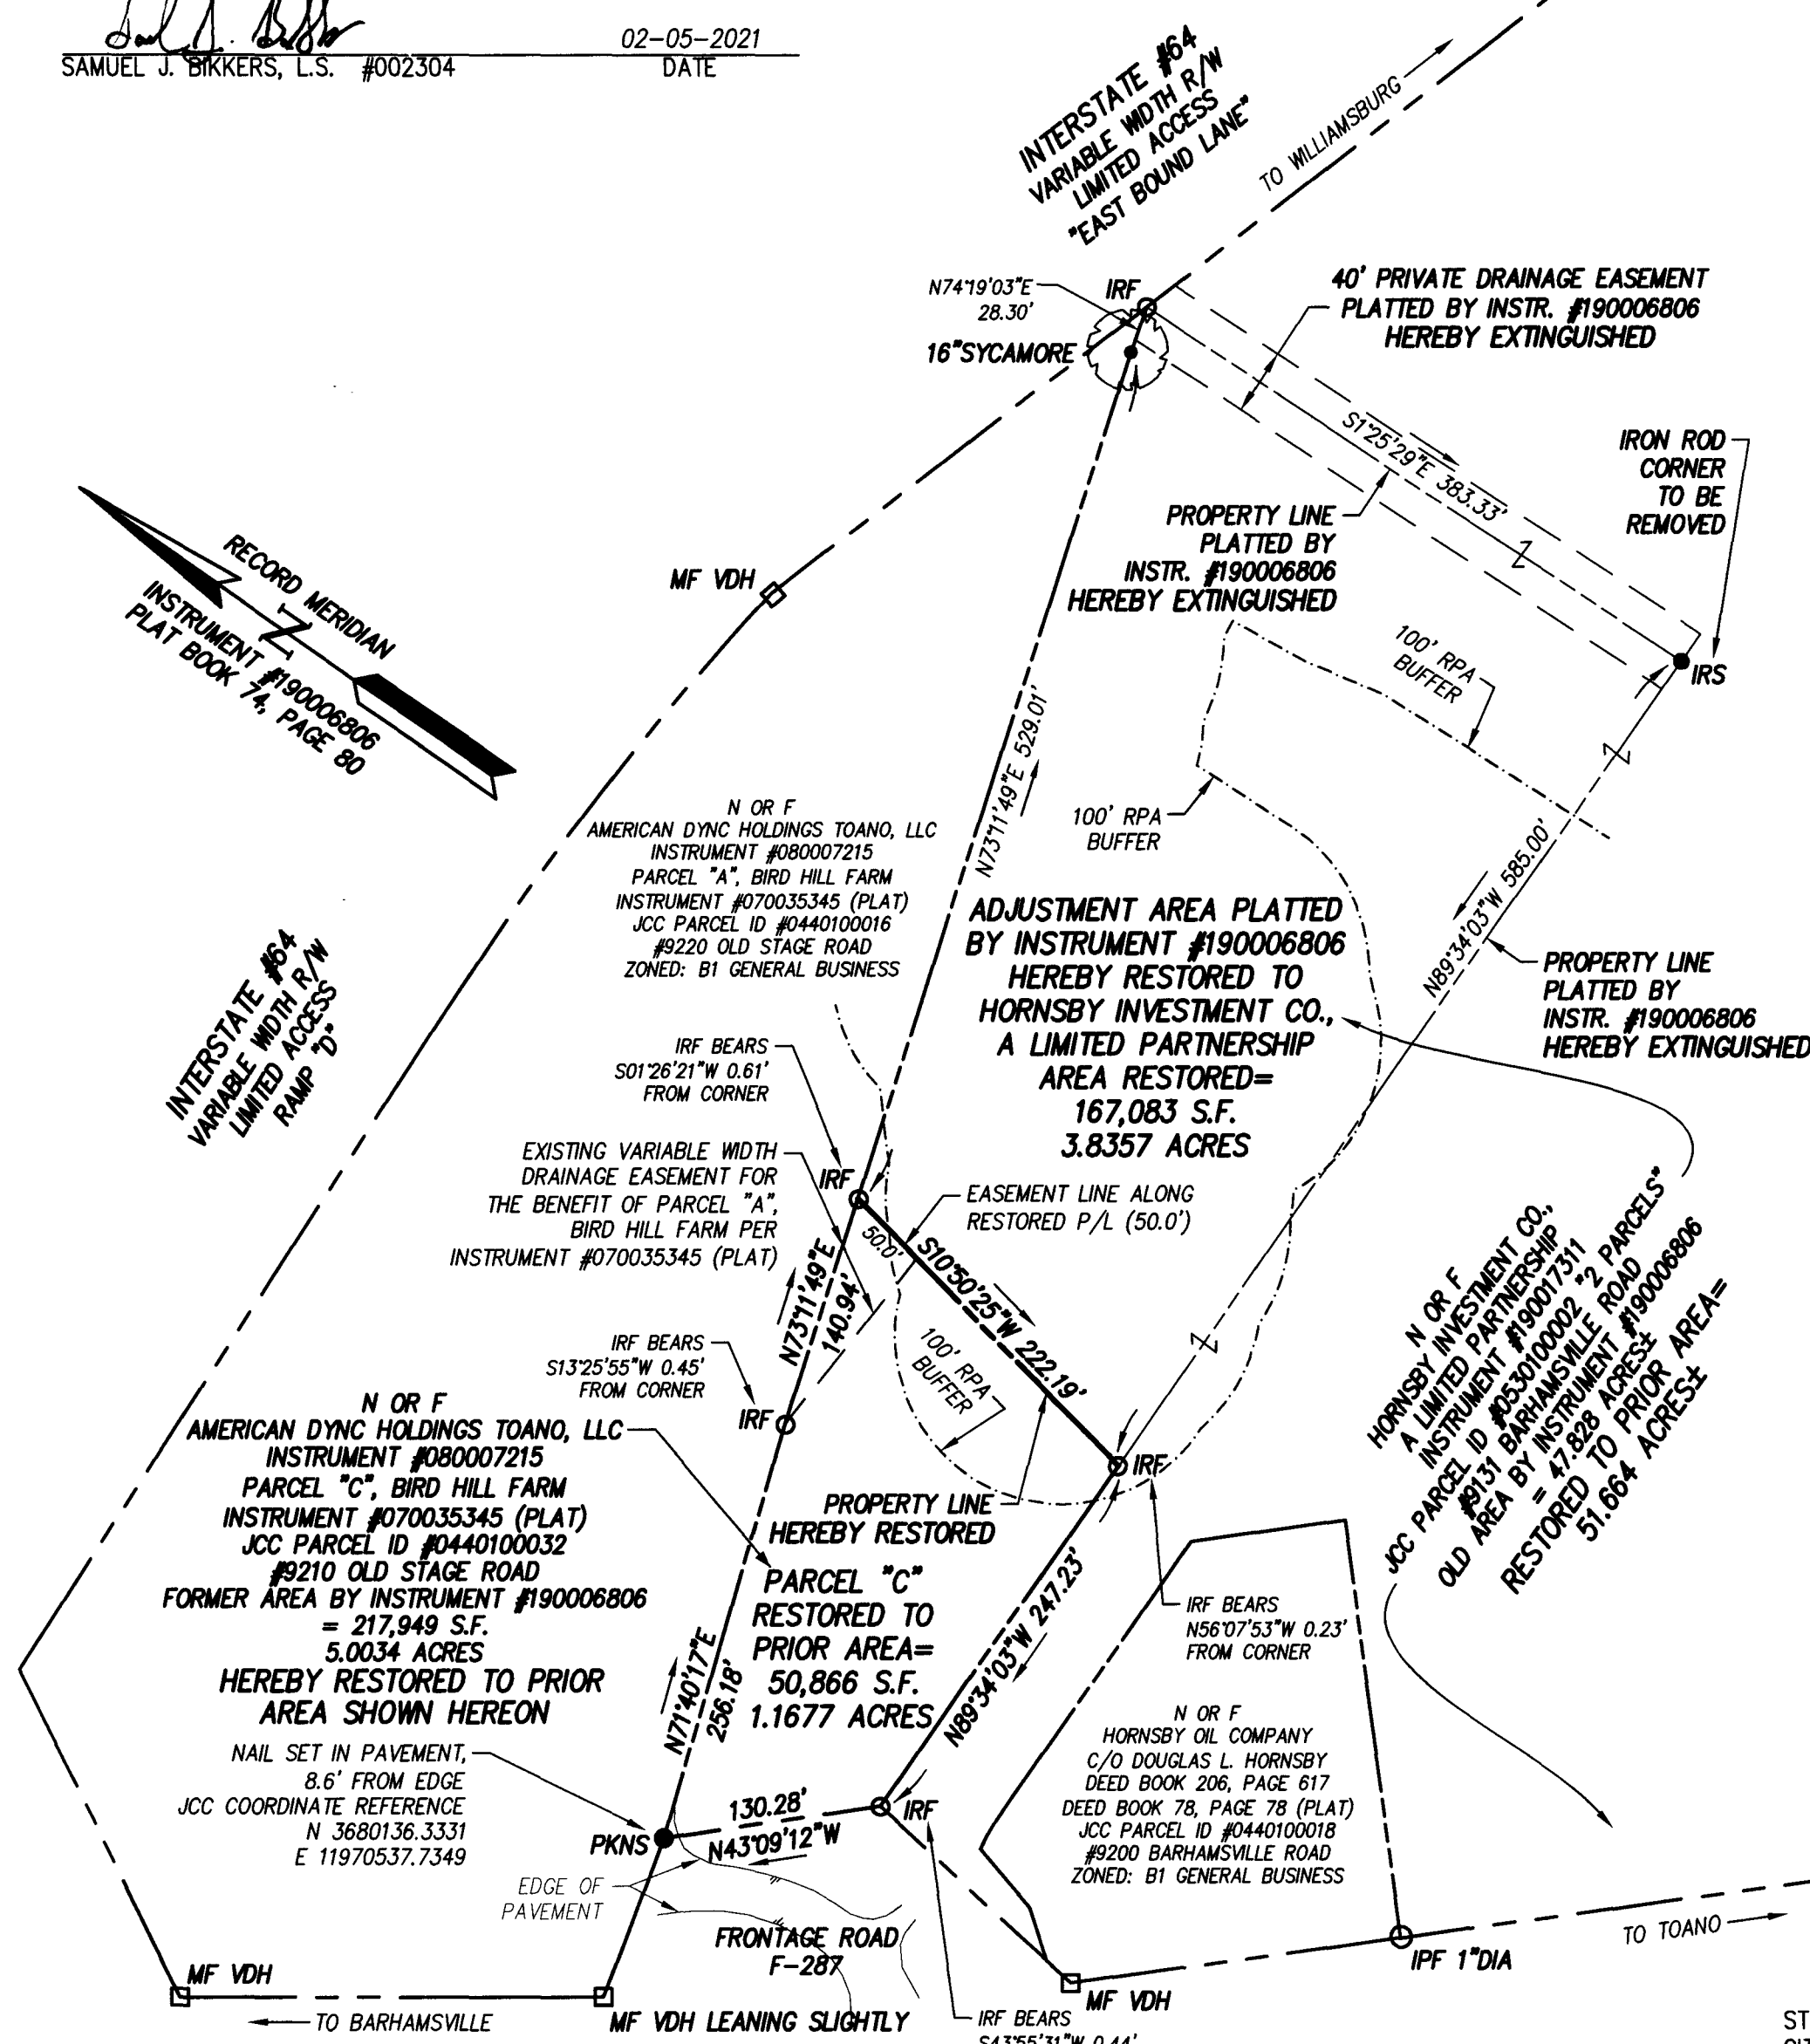 02-05-2021
SAMUEL J. BIKKERS, L.S. #002304
DATE
INTERSTATE #64
VARIABLE WIDTH R/W
LIMITED ACCESS
"EAST BOUND LANE"
TO WILLIAMSBURG
N74°19'03"E
28.30'
IRF
16"SYCAMORE
40' PRIVATE DRAINAGE EASEMENT
PLATTED BY INSTR. #190006806
HEREBY EXTINGUISHED
S1°25'29"E 383.33'
IRON ROD
CORNER
TO BE
REMOVED
PROPERTY LINE
PLATTED BY
INSTR. #190006806
HEREBY EXTINGUISHED
MF VDH
RECORD MERIDIAN
INSTRUMENT #190006806
PLAT BOOK 74, PAGE 80
100' RPA
BUFFER
IRS
N73°11'49"E 529.01'
100' RPA
BUFFER
N OR F
AMERICAN DYNC HOLDINGS TOANO, LLC
INSTRUMENT #080007215
PARCEL "A", BIRD HILL FARM
INSTRUMENT #070035345 (PLAT)
JCC PARCEL ID #0440100016
#9220 OLD STAGE ROAD
ZONED: B1 GENERAL BUSINESS
N89°34'03"W 585.00'
ADJUSTMENT AREA PLATTED
BY INSTRUMENT #190006806
HEREBY RESTORED TO
HORNSBY INVESTMENT CO.,
A LIMITED PARTNERSHIP
AREA RESTORED=
167,083 S.F.
3.8357 ACRES
PROPERTY LINE
PLATTED BY
INSTR. #190006806
HEREBY EXTINGUISHED
INTERSTATE #64
VARIABLE WIDTH R/W
LIMITED ACCESS
RAMP "D"
IRF BEARS
S01°26'21"W 0.61'
FROM CORNER
EXISTING VARIABLE WIDTH
DRAINAGE EASEMENT FOR
THE BENEFIT OF PARCEL "A",
BIRD HILL FARM PER
INSTRUMENT #070035345 (PLAT)
IRF
EASEMENT LINE ALONG
RESTORED P/L (50.0')
50.0'
S10°50'25"W 222.19'
N73°11'49"E
140.94'
100' RPA
BUFFER
IRF BEARS
S13°25'55"W 0.45'
FROM CORNER
IRF
N OR F
HORNSBY INVESTMENT CO.,
A LIMITED PARTNERSHIP
INSTRUMENT #190017311
JCC PARCEL ID #0530100002 "2 PARCELS"
#9131 BARHAMSVILLE ROAD
OLD AREA BY INSTRUMENT #190006806
= 47.828 ACRES±
RESTORED TO PRIOR AREA=
51.664 ACRES±
N OR F
AMERICAN DYNC HOLDINGS TOANO, LLC
INSTRUMENT #080007215
PARCEL "C", BIRD HILL FARM
INSTRUMENT #070035345 (PLAT)
JCC PARCEL ID #0440100032
#9210 OLD STAGE ROAD
FORMER AREA BY INSTRUMENT #190006806
= 217,949 S.F.
5.0034 ACRES
HEREBY RESTORED TO PRIOR
AREA SHOWN HEREON
IRF
PROPERTY LINE
HEREBY RESTORED
PARCEL "C"
RESTORED TO
PRIOR AREA=
50,866 S.F.
1.1677 ACRES
N71°40'17"E
256.18'
N89°34'03"W 247.23'
IRF BEARS
N56°07'53"W 0.23'
FROM CORNER
N OR F
HORNSBY OIL COMPANY
C/O DOUGLAS L. HORNSBY
DEED BOOK 206, PAGE 617
DEED BOOK 78, PAGE 78 (PLAT)
JCC PARCEL ID #0440100018
#9200 BARHAMSVILLE ROAD
ZONED: B1 GENERAL BUSINESS
NAIL SET IN PAVEMENT,
8.6' FROM EDGE
JCC COORDINATE REFERENCE
N 3680136.3331
E 11970537.7349
PKNS
130.28'
N43°09'12"W
IRF
EDGE OF
PAVEMENT
FRONTAGE ROAD
F-287
TO TOANO
IPF 1"DIA
MF VDH
MF VDH
TO BARHAMSVILLE
MF VDH LEANING SLIGHTLY
IRF BEARS
S43°55'31"W 0.44'
ST